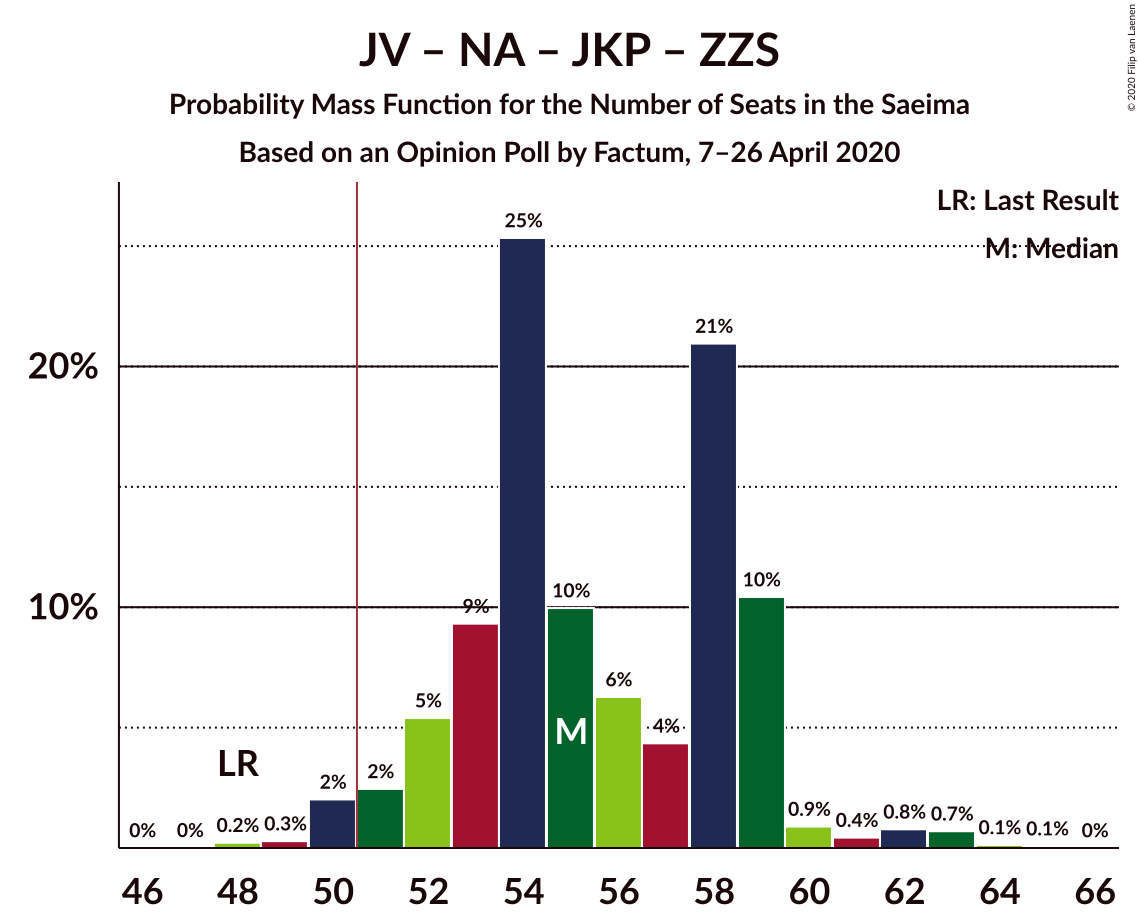 JV – NA – JKP – ZZS
Probability Mass Function for the Number of Seats in the Saeima
Based on an Opinion Poll by Factum, 7–26 April 2020
© 2020 Filip van Laenen
LR: Last Result
M: Median
20%
10%
0% 0% 0.2% 0.3% 2% 2% 5% 9% 25% 10% 6% 4% 21% 10% 0.9% 0.4% 0.8% 0.7% 0.1% 0.1% 0%
LR
M
46 48 50 52 54 56 58 60 62 64 66